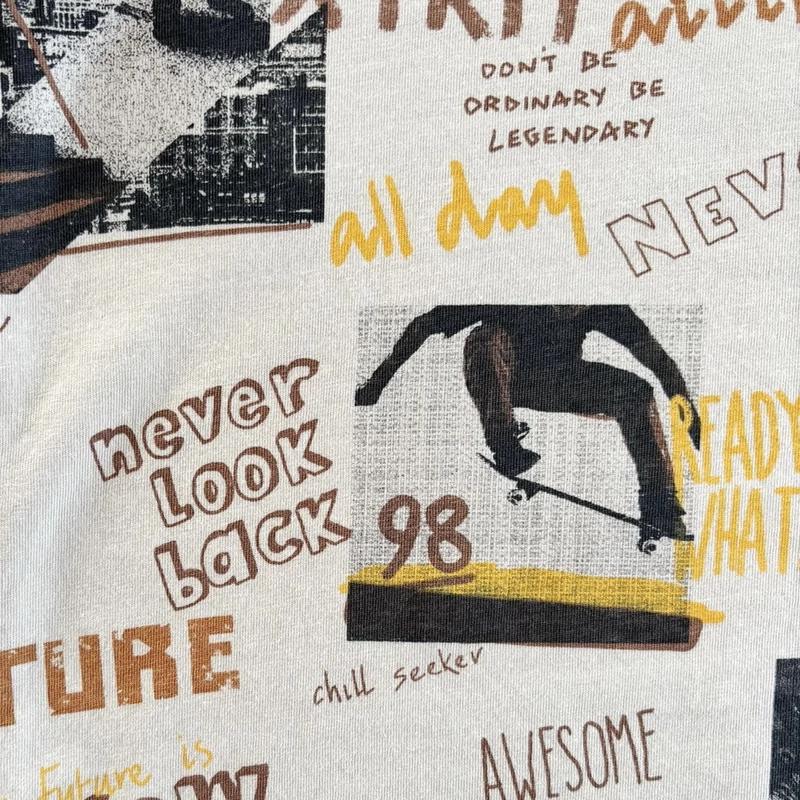 DON'T BE
ORDINARY BE
LEGENDARY
all day
NEV
never
LOOK
back
98
READY
WHAT
TURE
chill seeker
Future is
AWESOME